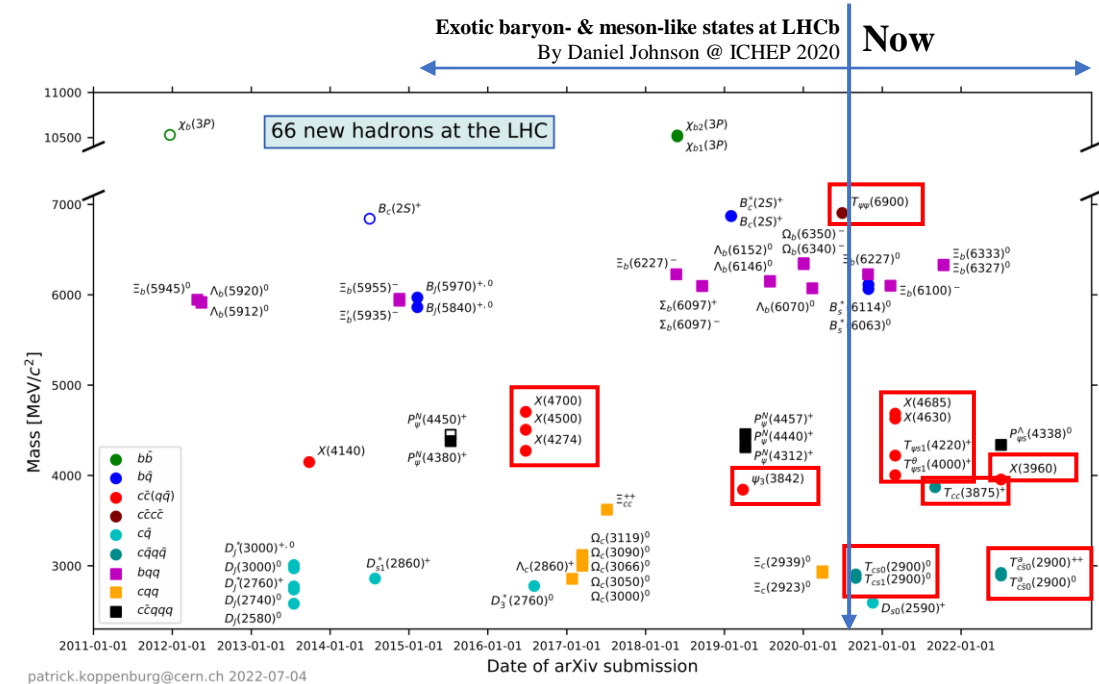 Exotic baryon- & meson-like states at LHCb
By Daniel Johnson @ ICHEP 2020
Now
66 new hadrons at the LHC
11000
10500
7000
6000
5000
4000
3000
Mass [MeV/c²]
χb(3P)
χb2(3P)
χb1(3P)
Bc(2S)⁺
Bc*(2S)⁺
Bc(2S)⁺
Tψψ(6900)
Ωb(6350)⁻
Ωb(6340)⁻
Λb(6152)⁰
Λb(6146)⁰
Ξb(6227)⁻
Ξb(6227)⁰
Ξb(6333)⁰
Ξb(6327)⁰
Ξb(5945)⁰
Λb(5920)⁰
Λb(5912)⁰
Ξb(5955)⁻
Ξb′(5935)⁻
BJ(5970)⁺,⁰
BJ(5840)⁺,⁰
Σb(6097)⁺
Σb(6097)⁻
Λb(6070)⁰
Bs*(6114)⁰
Bs*(6063)⁰
Ξb(6100)⁻
X(4140)
PψN(4450)⁺
PψN(4380)⁺
X(4700)
X(4500)
X(4274)
PψN(4457)⁺
PψN(4440)⁺
PψN(4312)⁺
ψ3(3842)
X(4685)
X(4630)
Tψs1(4220)⁺
Tψs1θ(4000)⁺
PψsΛ(4338)⁰
X(3960)
Tcc(3875)⁺
Ξcc⁺⁺
DJ*(3000)⁺,⁰
DJ(3000)⁰
DJ*(2760)⁺
DJ(2740)⁰
DJ(2580)⁰
Ds1*(2860)⁺
Λc(2860)⁺
D3*(2760)⁰
Ωc(3119)⁰
Ωc(3090)⁰
Ωc(3066)⁰
Ωc(3050)⁰
Ωc(3000)⁰
Ξc(2939)⁰
Ξc(2923)⁰
Tcs0(2900)⁰
Tcs1(2900)⁰
Ds0(2590)⁺
Tac̄s0(2900)⁺⁺
Tac̄s0(2900)⁰
bb̄
bq̄
cc̄(qq̄)
cc̄cc̄
cq̄
cq̄qq̄
bqq
cqq
cc̄qqq
2011-01-01 2012-01-01 2013-01-01 2014-01-01 2015-01-01 2016-01-01 2017-01-01 2018-01-01 2019-01-01 2020-01-01 2021-01-01 2022-01-01
Date of arXiv submission
patrick.koppenburg@cern.ch 2022-07-04